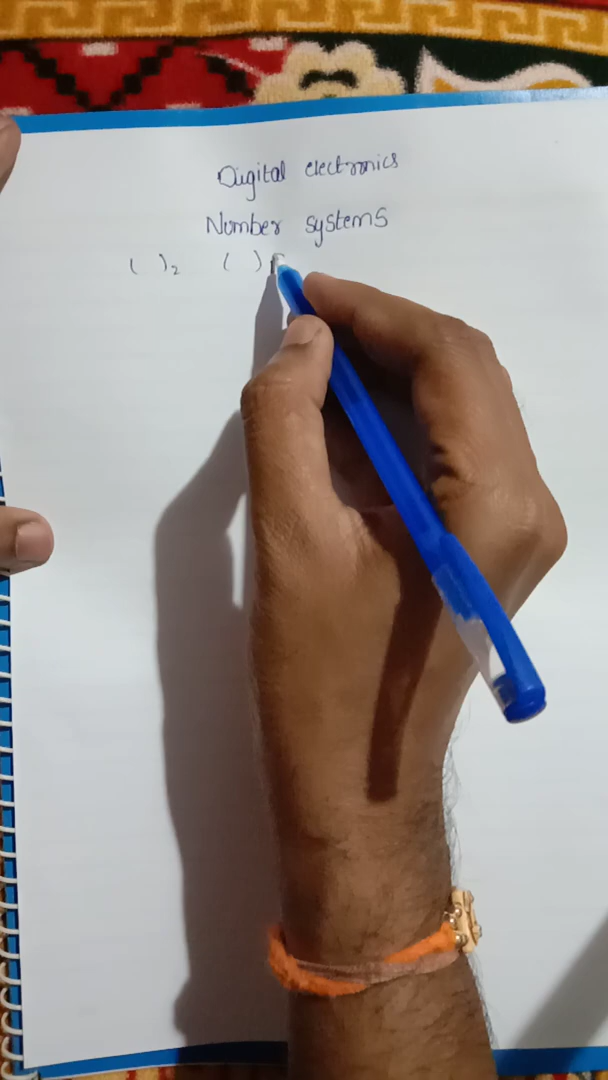 Digital electronics
Number systems
( )₂ ( )